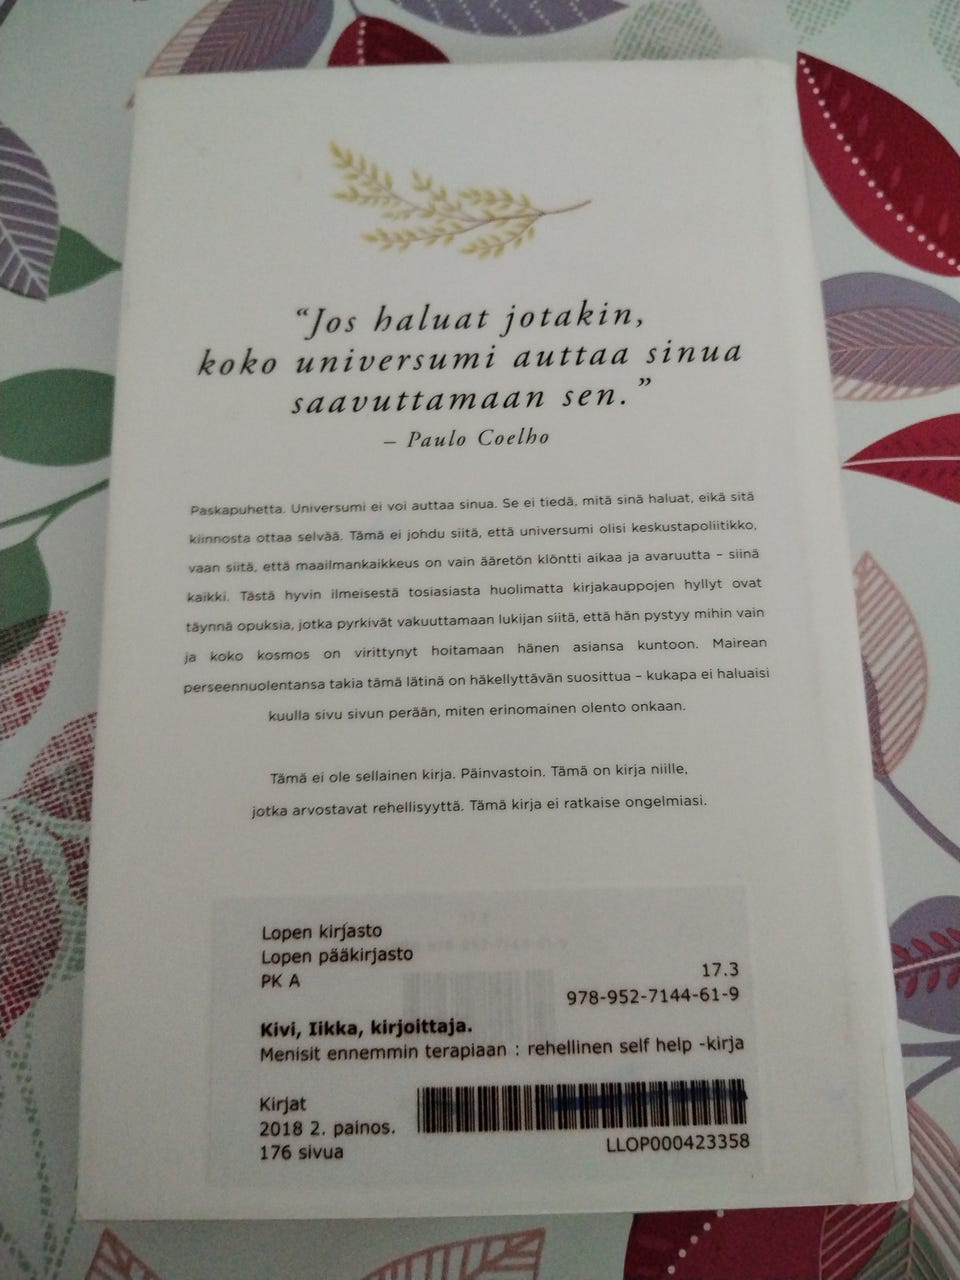 “Jos haluat jotakin,
koko universumi auttaa sinua
saavuttamaan sen.”
– Paulo Coelho
Paskapuhetta. Universumi ei voi auttaa sinua. Se ei tiedä, mitä sinä haluat, eikä sitä
kiinnosta ottaa selvää. Tämä ei johdu siitä, että universumi olisi keskustapoliitikko,
vaan siitä, että maailmankaikkeus on vain ääretön klöntti aikaa ja avaruutta – siinä
kaikki. Tästä hyvin ilmeisestä tosiasiasta huolimatta kirjakauppojen hyllyt ovat
täynnä opuksia, jotka pyrkivät vakuuttamaan lukijan siitä, että hän pystyy mihin vain
ja koko kosmos on virittynyt hoitamaan hänen asiansa kuntoon. Mairean
perseennuolentansa takia tämä lätinä on häkellyttävän suosittua – kukapa ei haluaisi
kuulla sivu sivun perään, miten erinomainen olento onkaan.
Tämä ei ole sellainen kirja. Päinvastoin. Tämä on kirja niille,
jotka arvostavat rehellisyyttä. Tämä kirja ei ratkaise ongelmiasi.
Lopen kirjasto
Lopen pääkirjasto
PK A
17.3
978-952-7144-61-9
Kivi, Iikka, kirjoittaja.
Menisit ennemmin terapiaan : rehellinen self help -kirja
Kirjat
2018 2. painos.
176 sivua
LLOP000423358